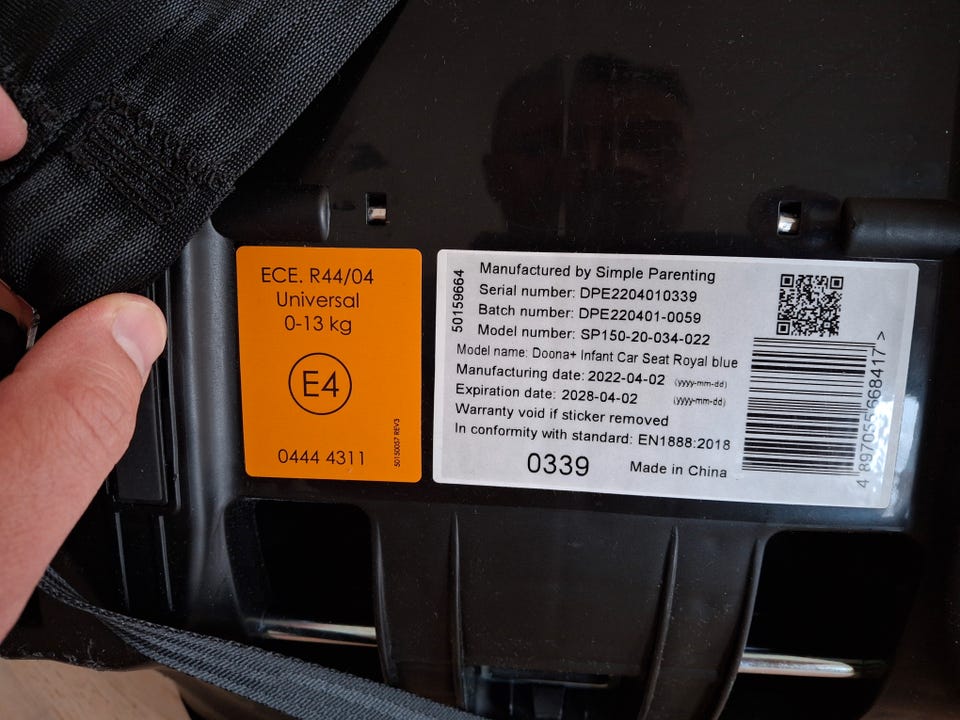 ECE. R44/04
Universal
0-13 kg
E4
0444 4311
50150057 REV3
50159664
Manufactured by Simple Parenting
Serial number: DPE2204010339
Batch number: DPE220401-0059
Model number: SP150-20-034-022
Model name: Doona+ Infant Car Seat Royal blue
Manufacturing date: 2022-04-02 (yyyy-mm-dd)
Expiration date: 2028-04-02 (yyyy-mm-dd)
Warranty void if sticker removed
In conformity with standard: EN1888:2018
0339 Made in China
4 897055 668417 >